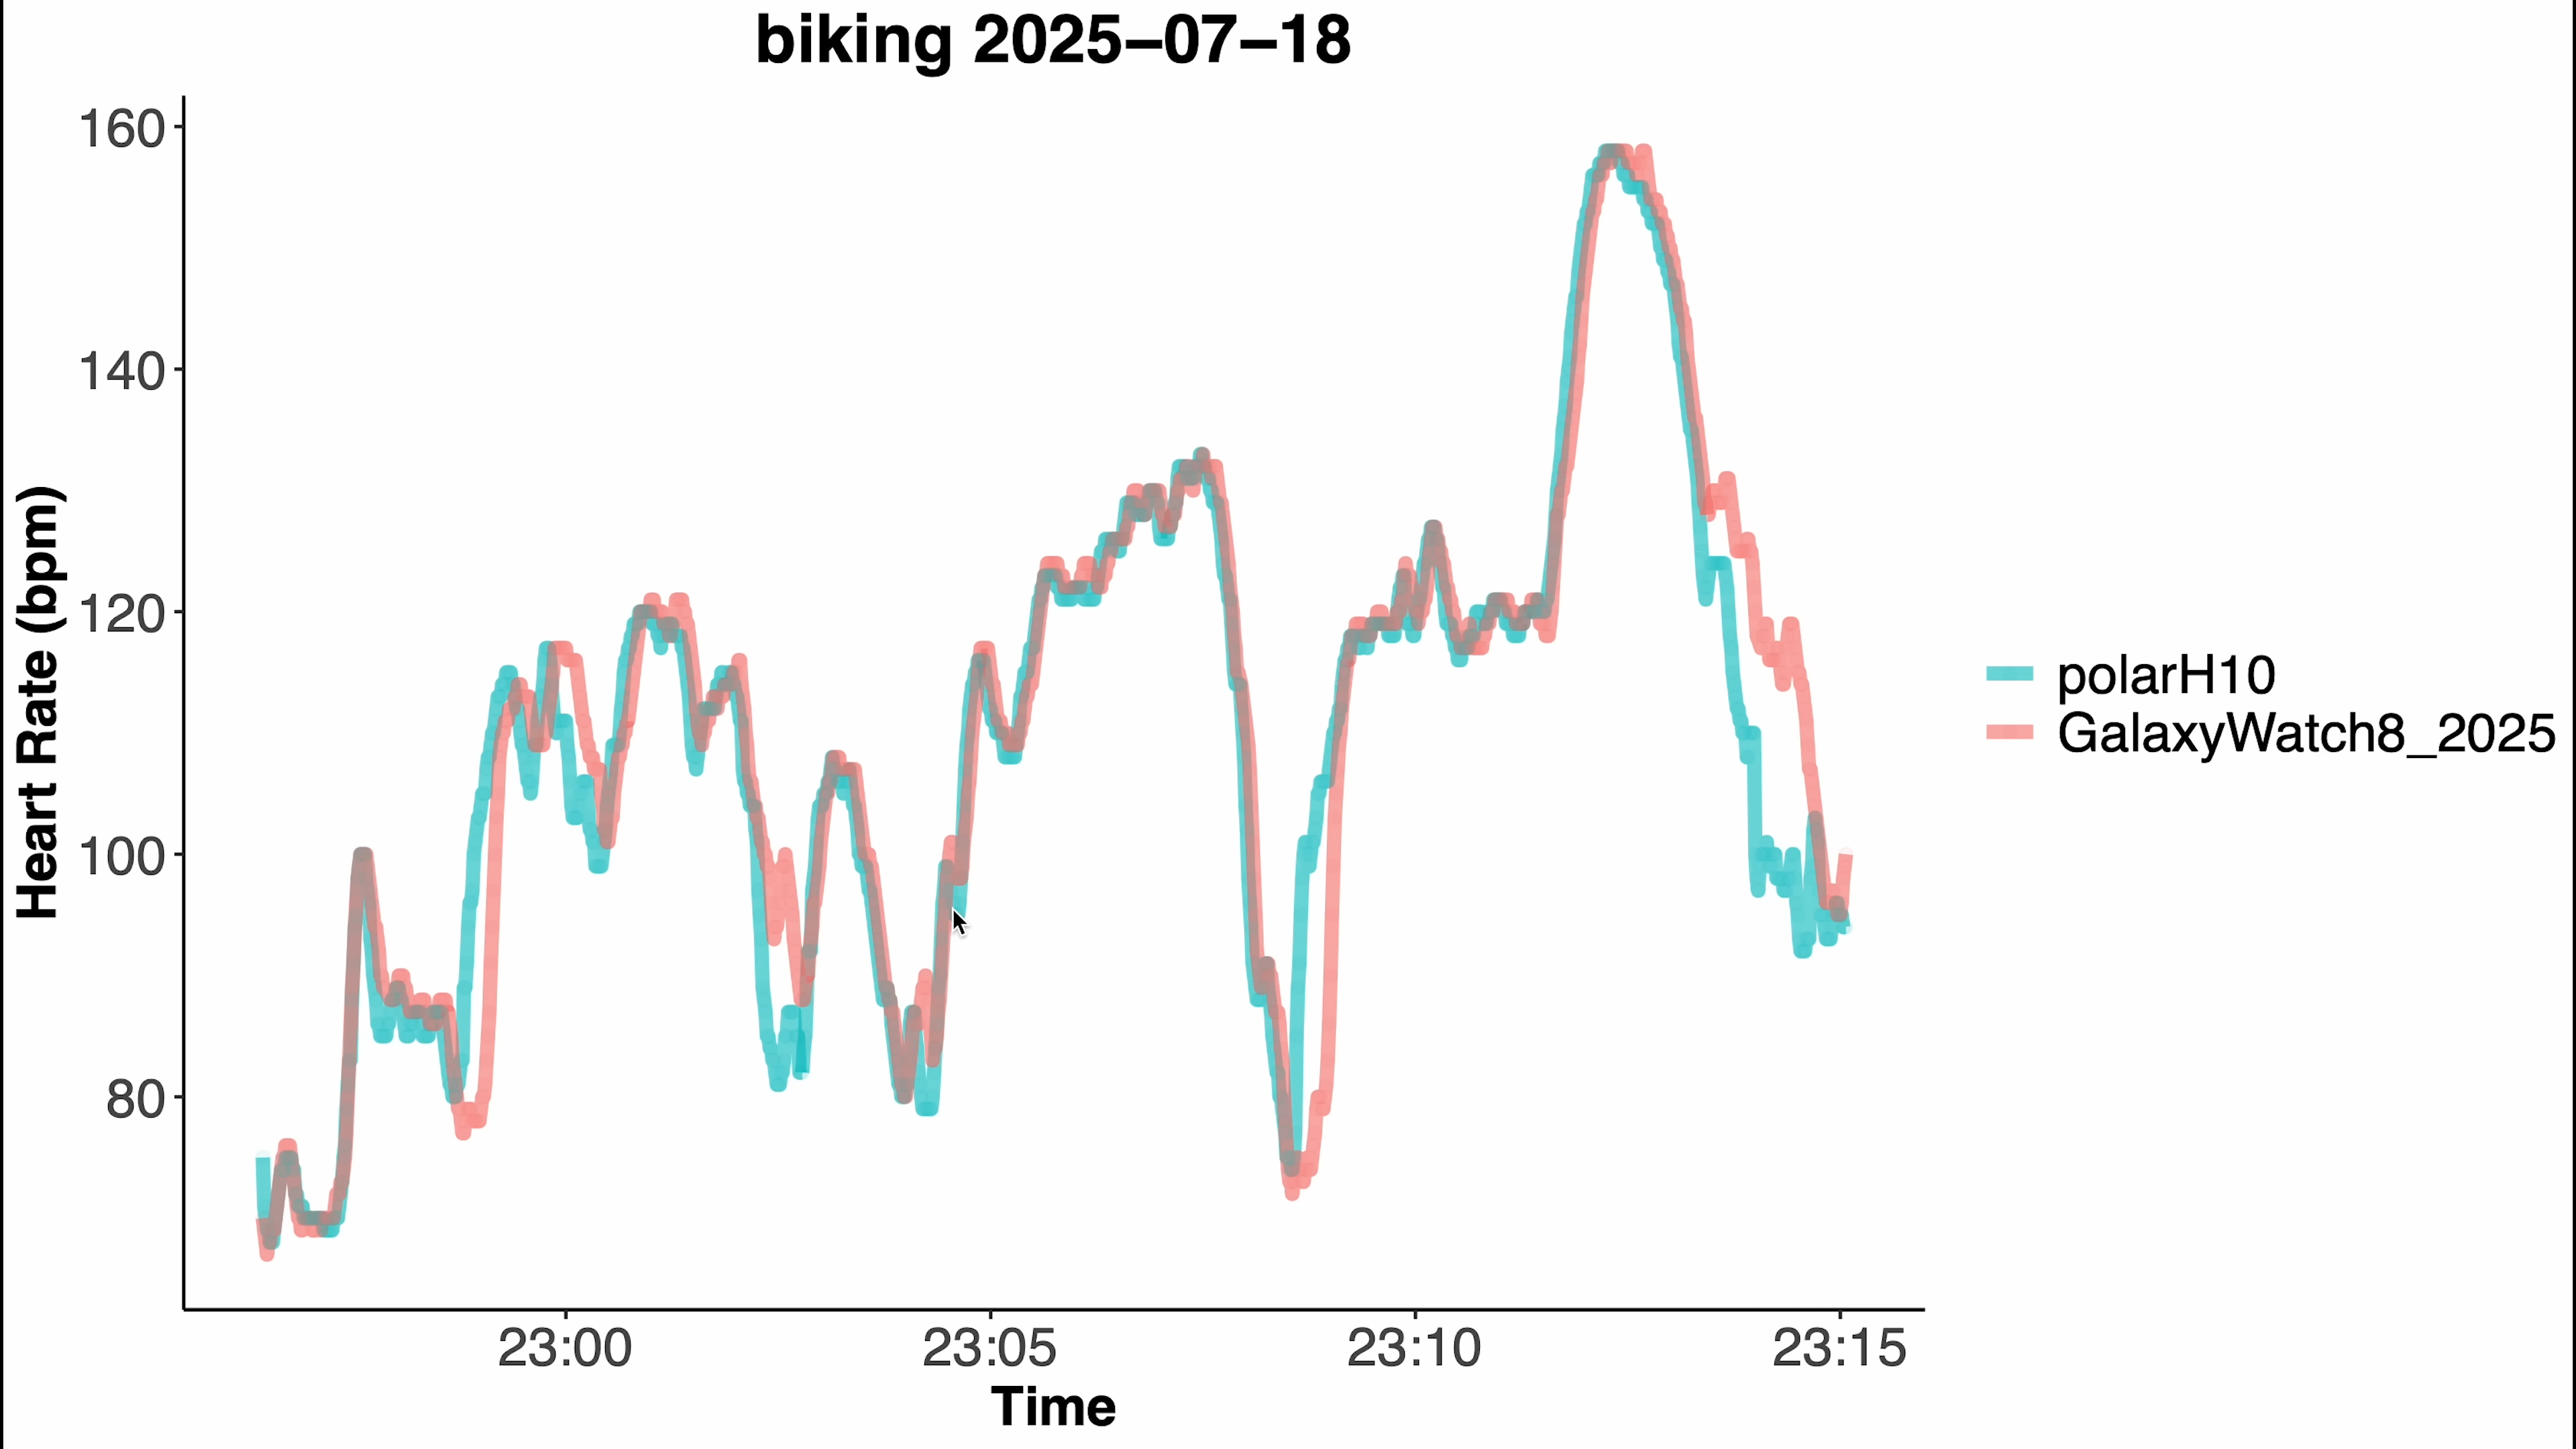 biking 2025–07–18
Heart Rate (bpm)
160
140
120
100
80
23:00
23:05
23:10
23:15
Time
polarH10
GalaxyWatch8_2025